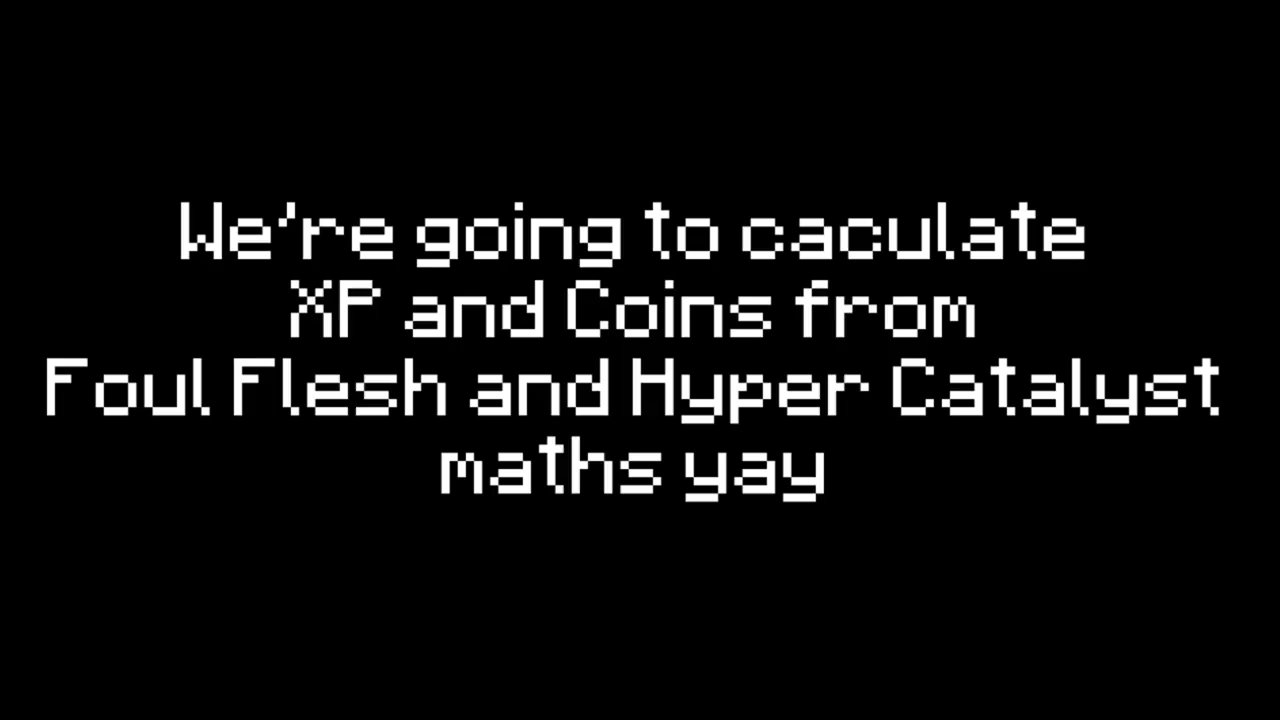 We're going to caculate
XP and Coins from
Foul Flesh and Hyper Catalyst
maths yay